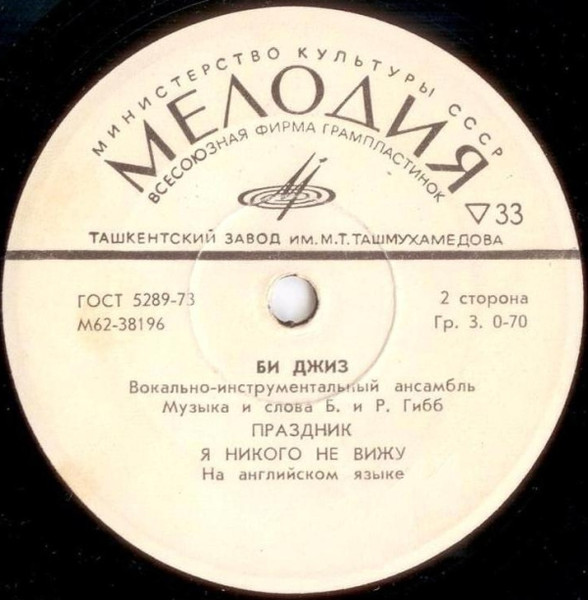 МИНИСТЕРСТВО КУЛЬТУРЫ СССР
МЕЛОДИЯ
ВСЕСОЮЗНАЯ ФИРМА ГРАМПЛАСТИНОК
▽33
ТАШКЕНТСКИЙ ЗАВОД ИМ. М.Т. ТАШМУХАМЕДОВА
ГОСТ 5289-73
2 сторона
М62-38196
Гр. 3. 0-70
БИ ДЖИЗ
Вокально-инструментальный ансамбль
Музыка и слова Б. и Р. Гибб
ПРАЗДНИК
Я НИКОГО НЕ ВИЖУ
На английском языке